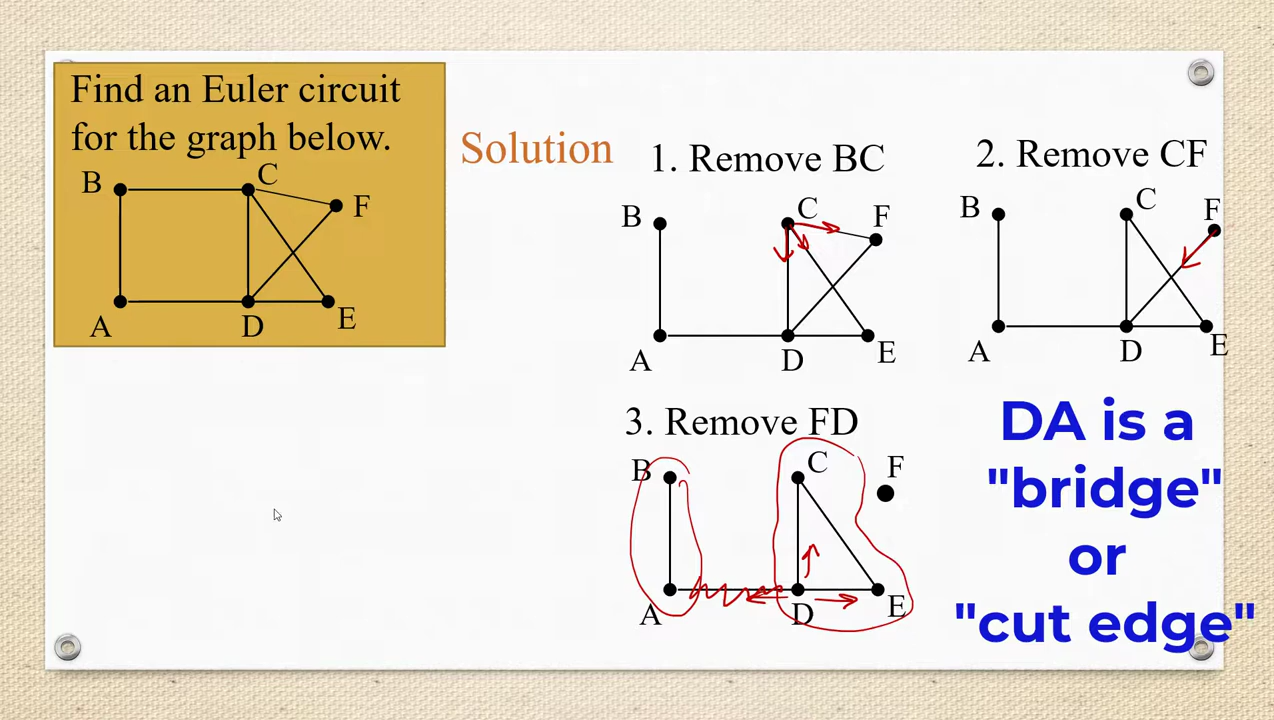 Find an Euler circuit
for the graph below.
B
C
F
A
D
E
Solution
1. Remove BC
B
C
F
A
D
E
2. Remove CF
B
C
F
A
D
E
3. Remove FD
B
C
F
A
D
E
DA is a
"bridge"
or
"cut edge"